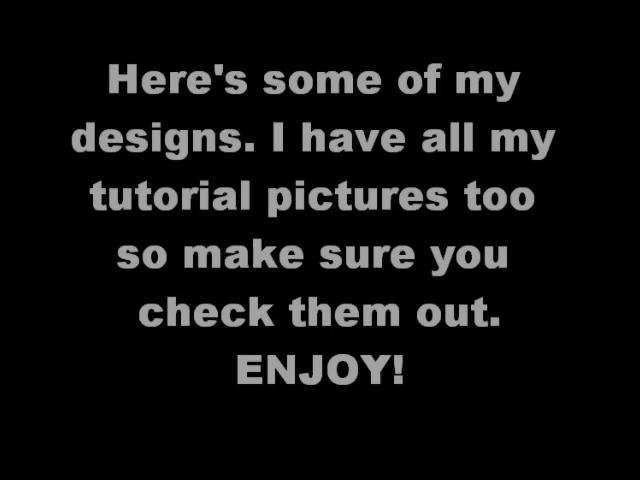 Here's some of my
designs. I have all my
tutorial pictures too
so make sure you
check them out.
ENJOY!